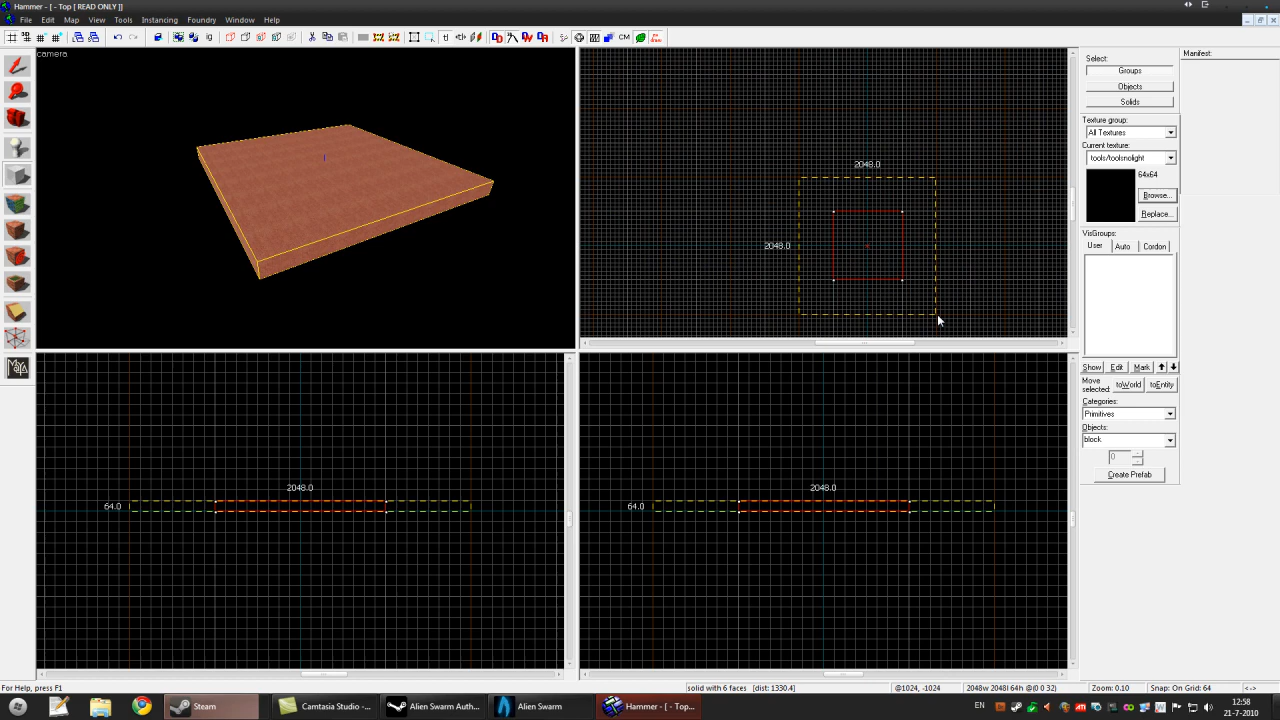 Hammer - [ - Top [ READ ONLY ]]
File Edit Map View Tools Instancing Foundry Window Help
CM
camera
2048.0
2048.0
2048.0
64.0
2048.0
64.0
Select:
Groups
Objects
Solids
Texture group:
All Textures
Current texture:
tools/toolsnolight
64x64
Browse...
Replace...
VisGroups:
User Auto Cordon
Show Edit Mark
Move selected: toWorld toEntity
Categories:
Primitives
Objects:
block
0
Create Prefab
Manifest:
For Help, press F1
solid with 6 faces [dist: 1330.4]
@1024, -1024
2048w 2048l 64h @(0 0 32)
Zoom: 0.10
Snap: On Grid: 64
<->
Steam
Camtasia Studio -...
Alien Swarm Auth...
Alien Swarm
Hammer - [ - Top...
EN
12:58
21-7-2010